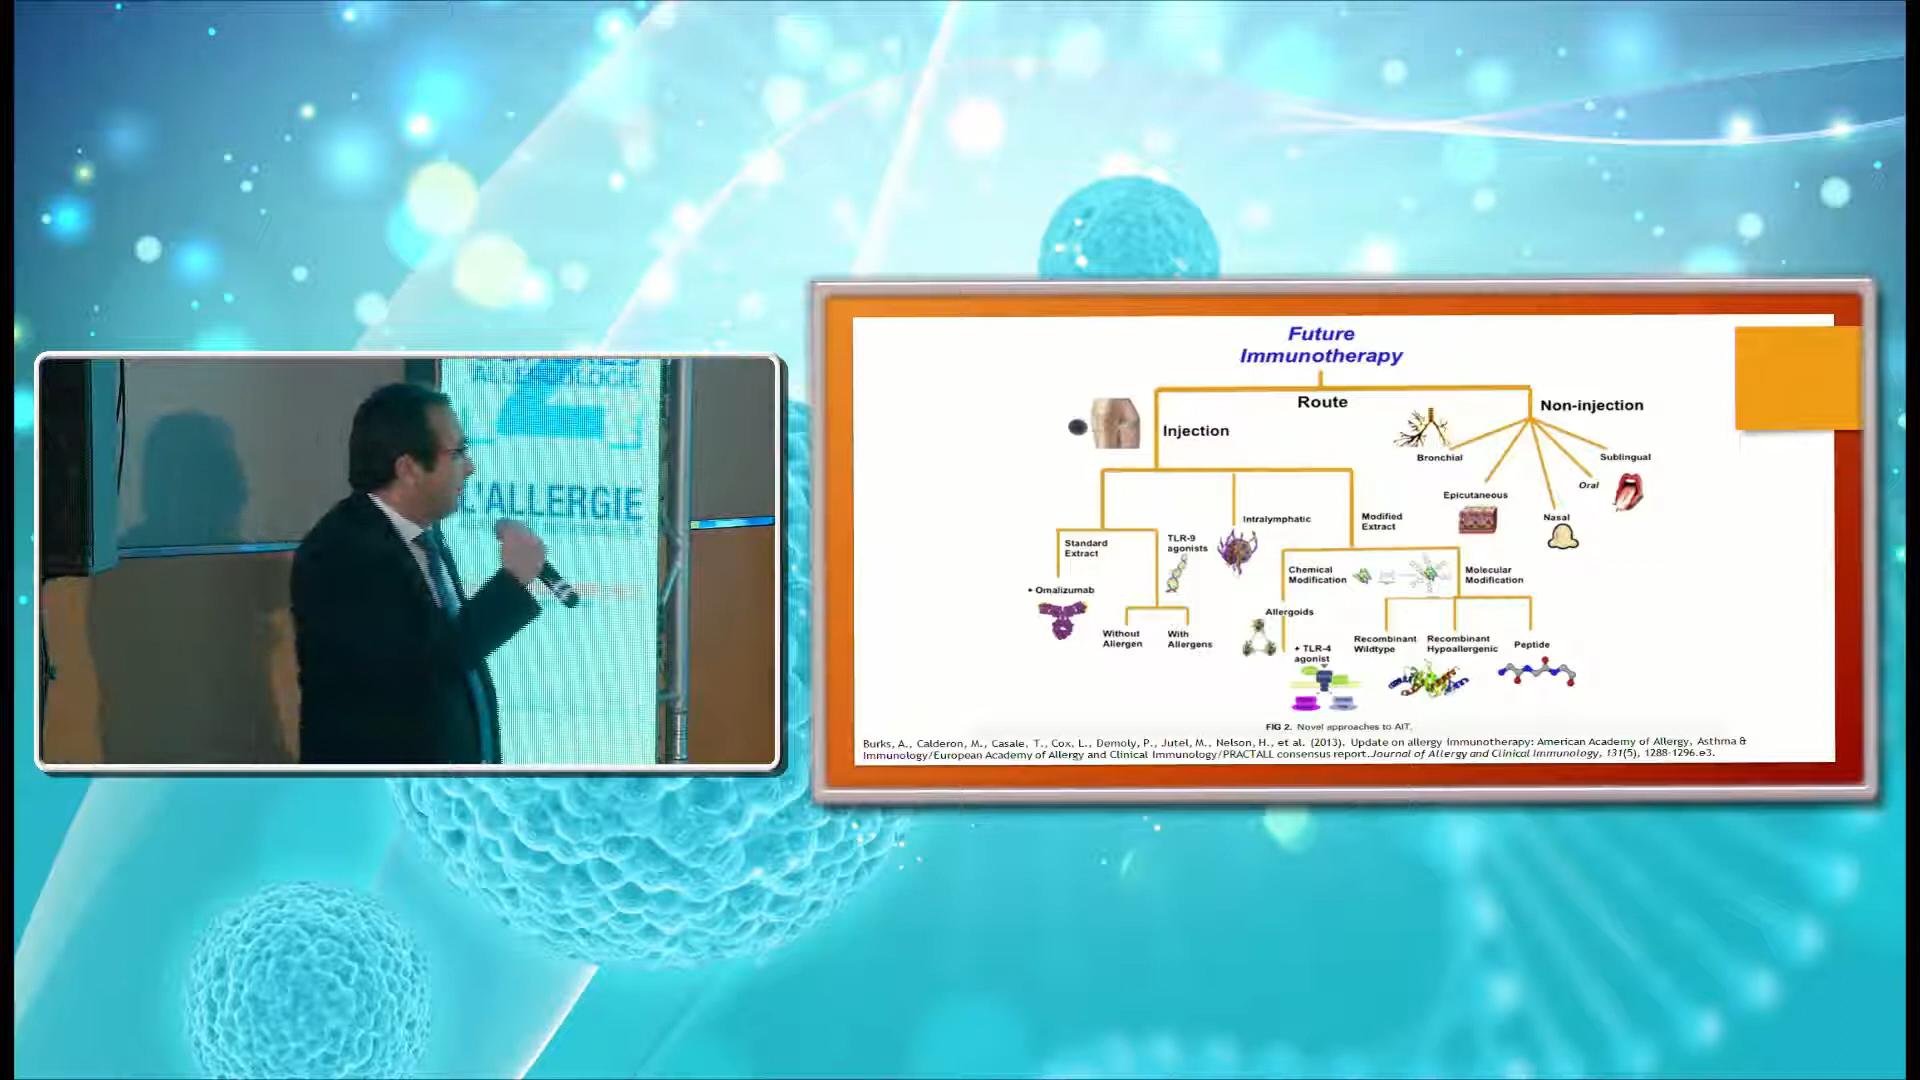 ALLERGOLOGIE
L'ALLERGIE
Future
Immunotherapy
Route
Injection
Non-injection
Bronchial
Sublingual
Oral
Epicutaneous
Nasal
Standard
Extract
TLR-9
agonists
Intralymphatic
Modified
Extract
+ Omalizumab
Without
Allergen
With
Allergens
Chemical
Modification
Molecular
Modification
Allergoids
+ TLR-4
agonist
Recombinant
Wildtype
Recombinant
Hypoallergenic
Peptide
FIG 2. Novel approaches to AIT.
Burks, A., Calderon, M., Casale, T., Cox, L., Demoly, P., Jutel, M., Nelson, H., et al. (2013). Update on allergy immunotherapy: American Academy of Allergy, Asthma &
Immunology/European Academy of Allergy and Clinical Immunology/PRACTALL consensus report. Journal of Allergy and Clinical Immunology, 131(5), 1288-1296.e3.